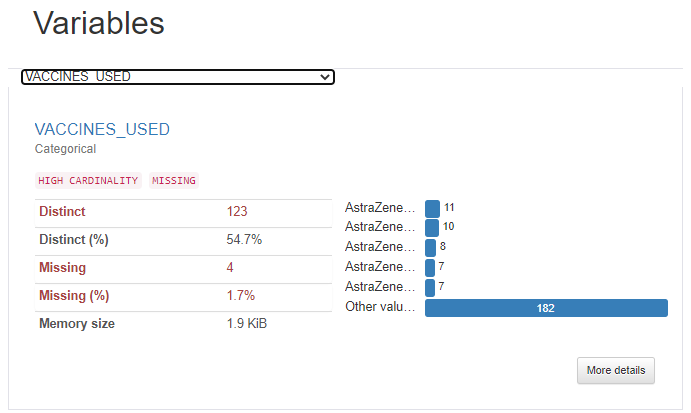 Variables
VACCINES_USED
VACCINES_USED
Categorical
HIGH CARDINALITY MISSING
Distinct 123
Distinct (%) 54.7%
Missing 4
Missing (%) 1.7%
Memory size 1.9 KiB
AstraZene… 11
AstraZene… 10
AstraZene… 8
AstraZene… 7
AstraZene… 7
Other valu… 182
More details